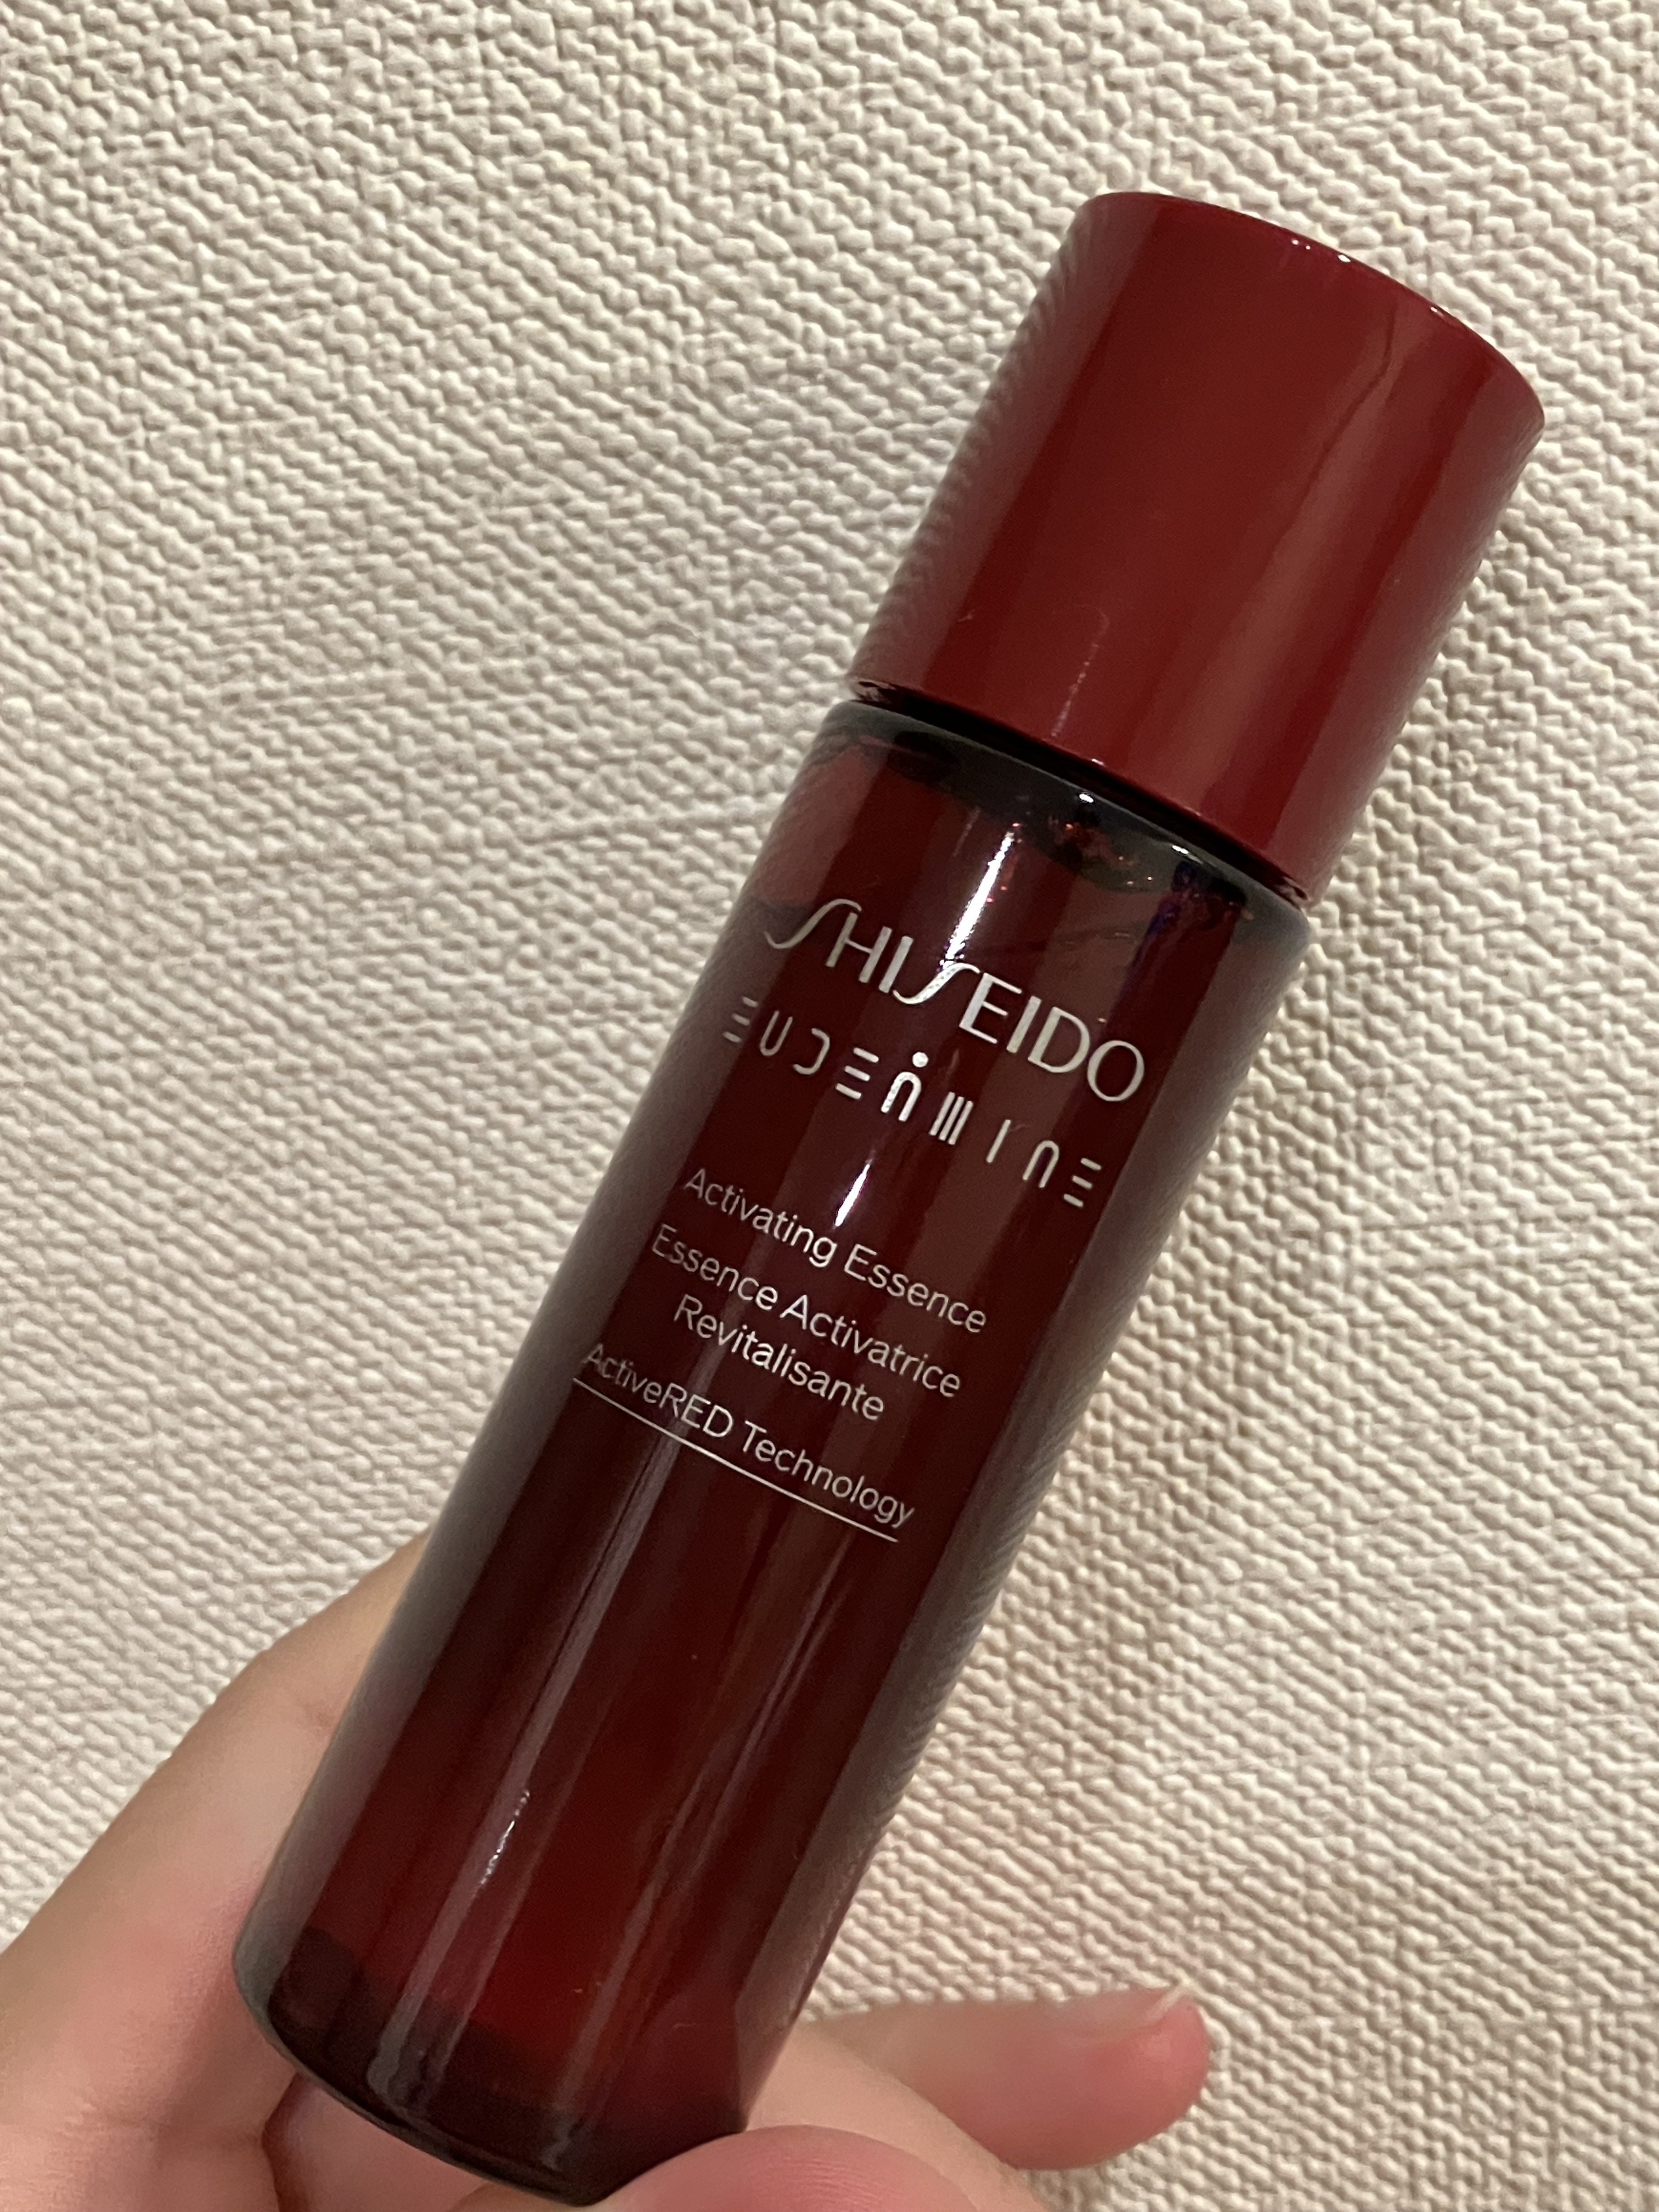 SHISEIDO
EUDERMINE
Activating Essence
Essence Activatrice
Revitalisante
ActiveRED Technology